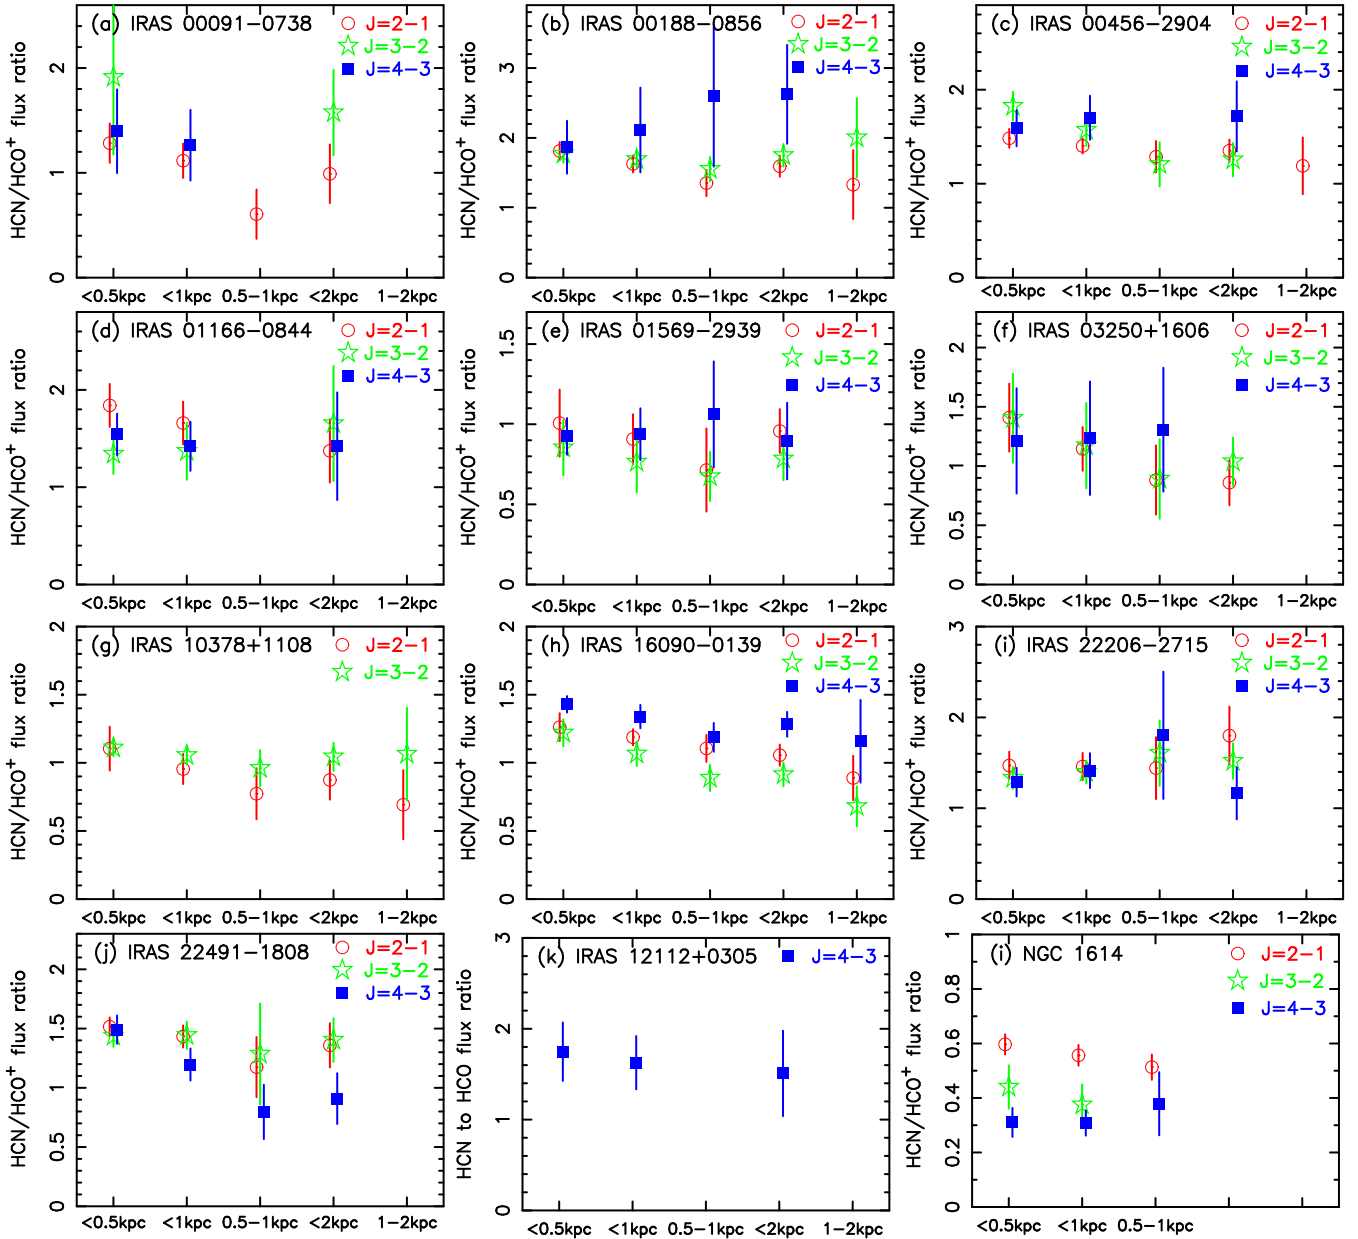 (a) IRAS 00091−0738
J=2−1
J=3−2
J=4−3
HCN/HCO+ flux ratio
0
1
2
<0.5kpc <1kpc 0.5−1kpc <2kpc 1−2kpc
(b) IRAS 00188−0856
J=2−1
J=3−2
J=4−3
HCN/HCO+ flux ratio
0
1
2
3
<0.5kpc <1kpc 0.5−1kpc <2kpc 1−2kpc
(c) IRAS 00456−2904
J=2−1
J=3−2
J=4−3
HCN/HCO+ flux ratio
0
1
2
<0.5kpc <1kpc 0.5−1kpc <2kpc 1−2kpc
(d) IRAS 01166−0844
J=2−1
J=3−2
J=4−3
HCN/HCO+ flux ratio
0
1
2
<0.5kpc <1kpc 0.5−1kpc <2kpc 1−2kpc
(e) IRAS 01569−2939
J=2−1
J=3−2
J=4−3
HCN/HCO+ flux ratio
0
0.5
1
1.5
<0.5kpc <1kpc 0.5−1kpc <2kpc 1−2kpc
(f) IRAS 03250+1606
J=2−1
J=3−2
J=4−3
HCN/HCO+ flux ratio
0
0.5
1
1.5
2
<0.5kpc <1kpc 0.5−1kpc <2kpc 1−2kpc
(g) IRAS 10378+1108
J=2−1
J=3−2
HCN/HCO+ flux ratio
0
0.5
1
1.5
2
<0.5kpc <1kpc 0.5−1kpc <2kpc 1−2kpc
(h) IRAS 16090−0139
J=2−1
J=3−2
J=4−3
HCN/HCO+ flux ratio
0
0.5
1
1.5
2
<0.5kpc <1kpc 0.5−1kpc <2kpc 1−2kpc
(i) IRAS 22206−2715
J=2−1
J=3−2
J=4−3
HCN/HCO+ flux ratio
0
1
2
3
<0.5kpc <1kpc 0.5−1kpc <2kpc 1−2kpc
(j) IRAS 22491−1808
J=2−1
J=3−2
J=4−3
HCN/HCO+ flux ratio
0
0.5
1
1.5
2
<0.5kpc <1kpc 0.5−1kpc <2kpc 1−2kpc
(k) IRAS 12112+0305
J=4−3
HCN to HCO flux ratio
0
1
2
3
<0.5kpc <1kpc 0.5−1kpc <2kpc 1−2kpc
(i) NGC 1614
J=2−1
J=3−2
J=4−3
HCN/HCO+ flux ratio
0
0.2
0.4
0.6
0.8
1
<0.5kpc <1kpc 0.5−1kpc